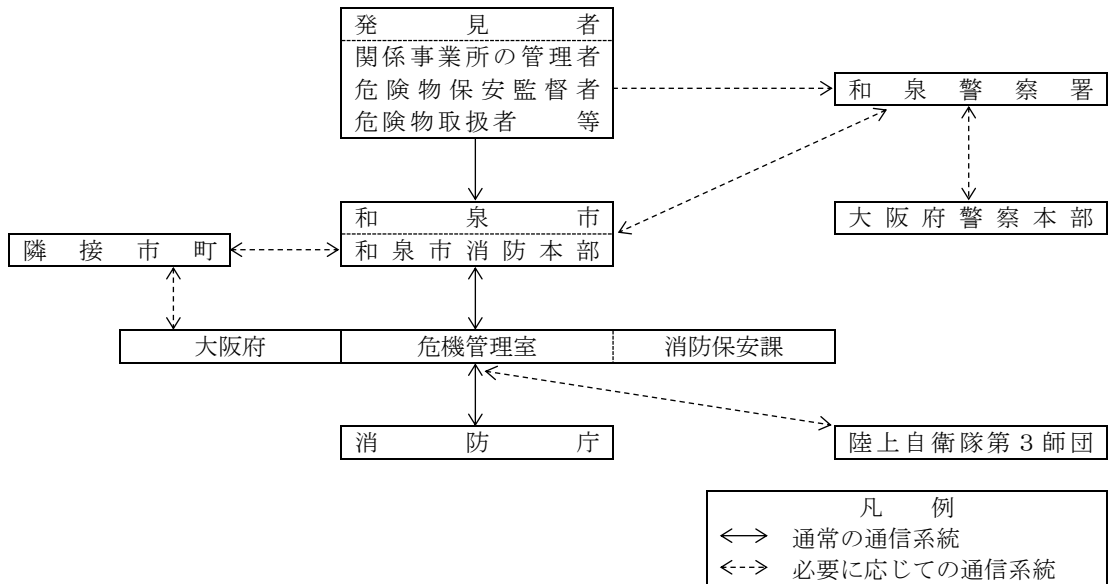 発見者
関係事業所の管理者
危険物保安監督者
危険物取扱者 等
和泉警察署
和泉市
和泉市消防本部
大阪府警察本部
隣接市町
大阪府 危機管理室 消防保安課
消防庁
陸上自衛隊第3師団
凡例
通常の通信系統
必要に応じての通信系統